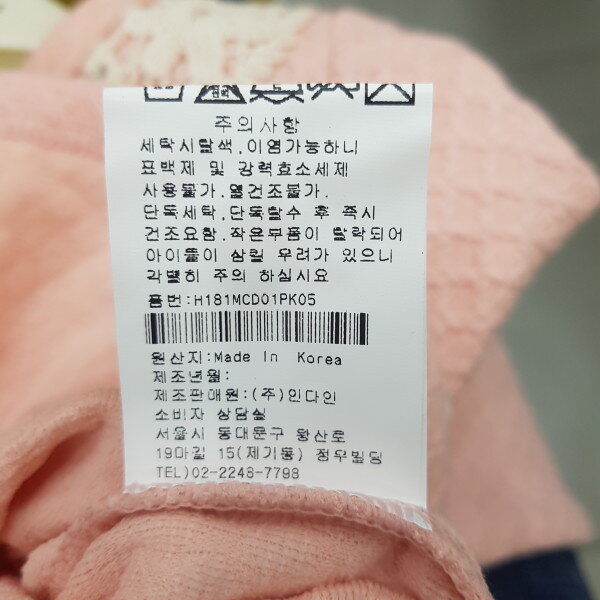 주의사항
세탁시탈색,이염가능하니
표백제 및 강력효소세제
사용불가.열건조불가.
단독세탁,단독탈수 후 즉시
건조요함.작은부품이 탈락되어
아이들이 삼킬 우려가 있으니
각별히 주의 하십시요
품번:H181MCD01PK05
원산지:Made In Korea
제조년월:
제조판매원:(주)인다인
소비자 상담실
서울시 동대문구 왕산로
19마길 15(제기동) 정우빌딩
TEL)02-2248-7798